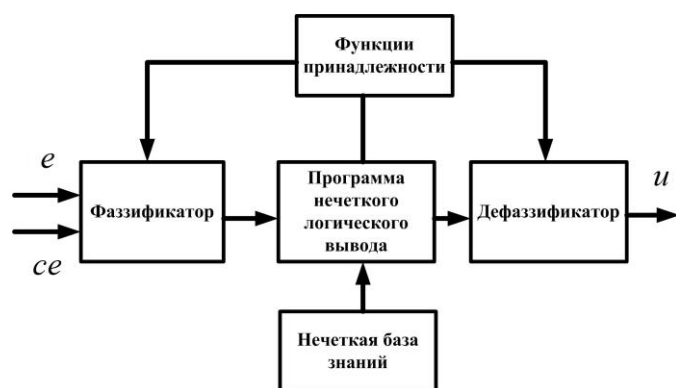 Функции
принадлежности
e
ce
Фаззификатор
Программа
нечеткого
логического
вывода
Дефаззификатор
u
Нечеткая база
знаний